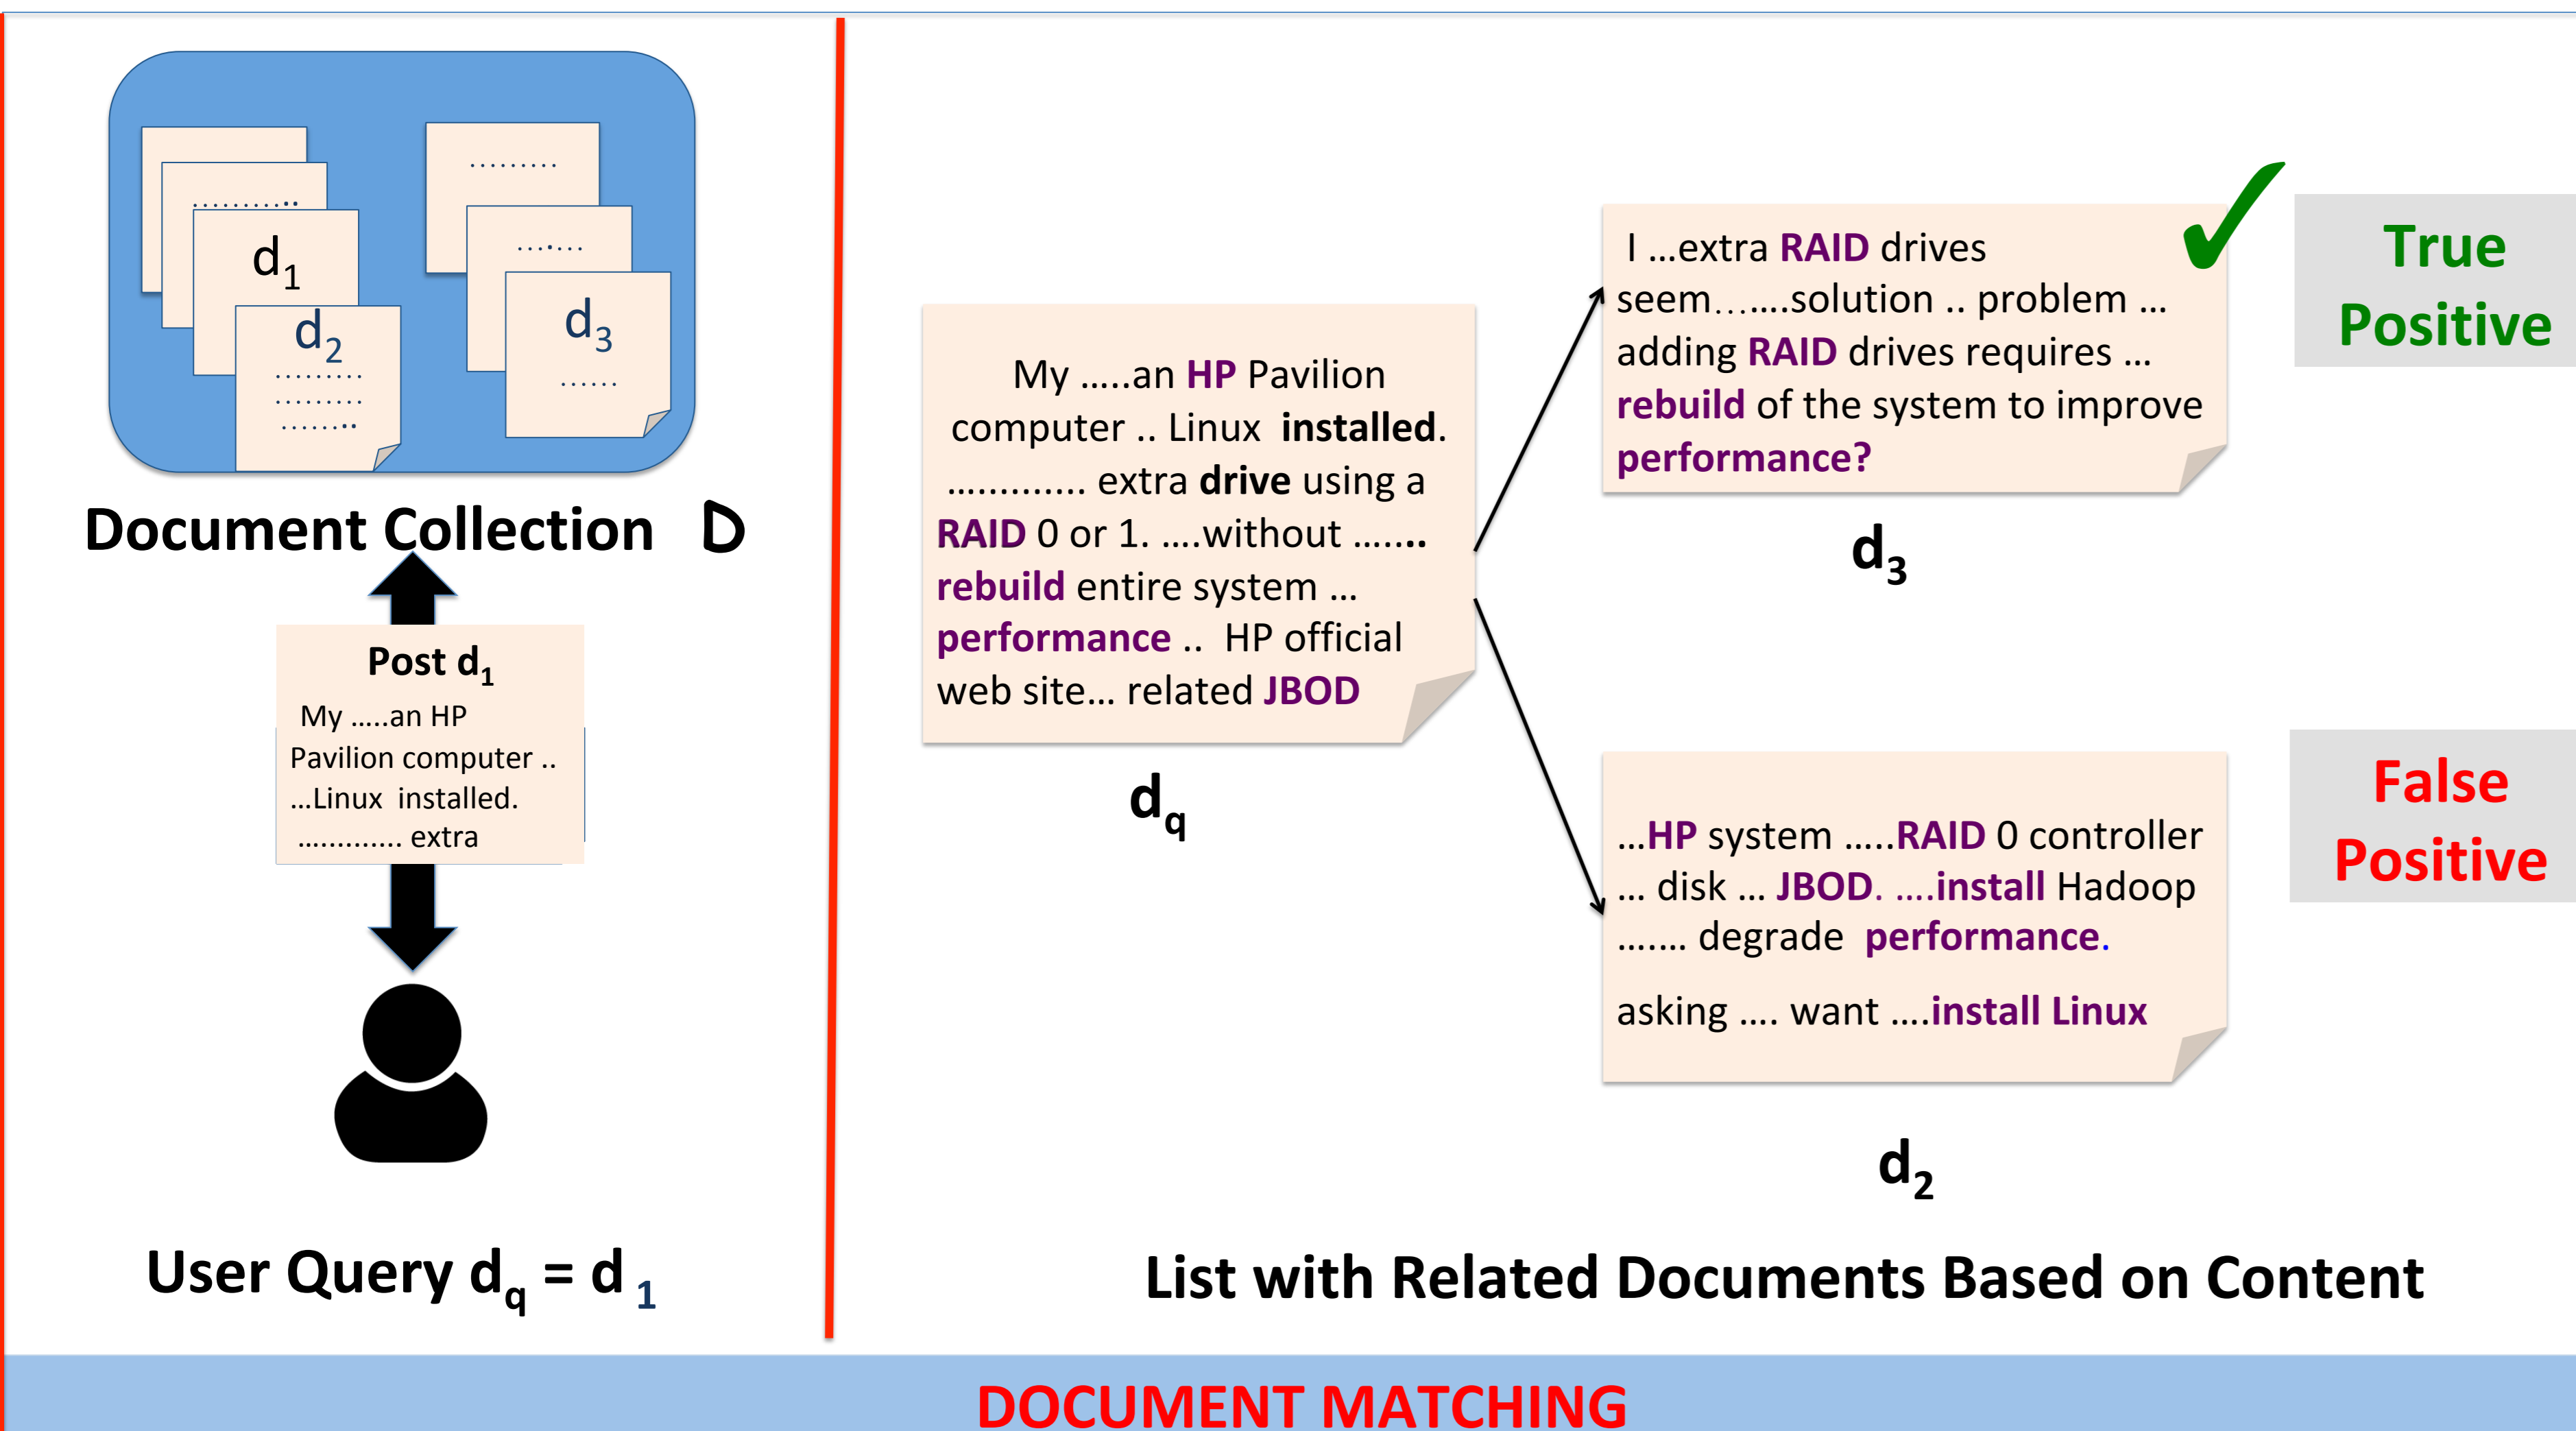 ………
………..
…•…
d1
d2
………
………
……..
d3
……
Document Collection D
Post d1
My …..an HP
Pavilion computer ..
…Linux installed.
…………. extra
User Query dq = d 1
My …..an HP Pavilion
computer .. Linux installed.
…………. extra drive using a
RAID 0 or 1. ….without …….
rebuild entire system …
performance .. HP official
web site… related JBOD
dq
I …extra RAID drives
seem…….solution .. problem …
adding RAID drives requires …
rebuild of the system to improve
performance?
d3
True
Positive
…HP system …..RAID 0 controller
… disk … JBOD. ….install Hadoop
……. degrade performance.
asking …. want ….install Linux
d2
False
Positive
List with Related Documents Based on Content
DOCUMENT MATCHING